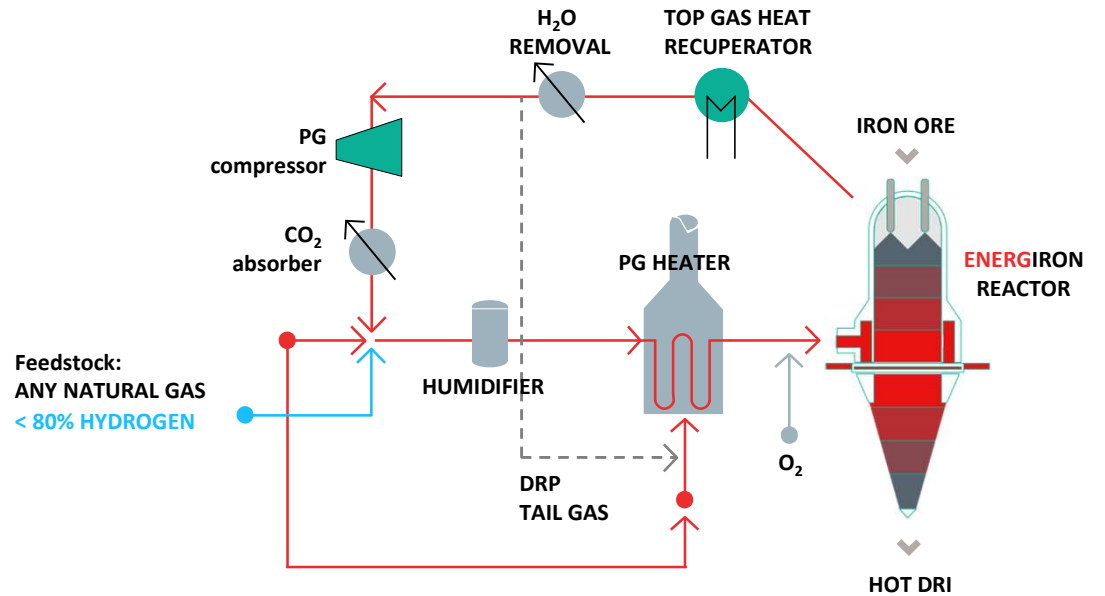 H₂O
REMOVAL
TOP GAS HEAT
RECUPERATOR
IRON ORE
PG
compressor
CO₂
absorber
PG HEATER
ENERGIRON
REACTOR
Feedstock:
ANY NATURAL GAS
< 80% HYDROGEN
HUMIDIFIER
O₂
DRP
TAIL GAS
HOT DRI